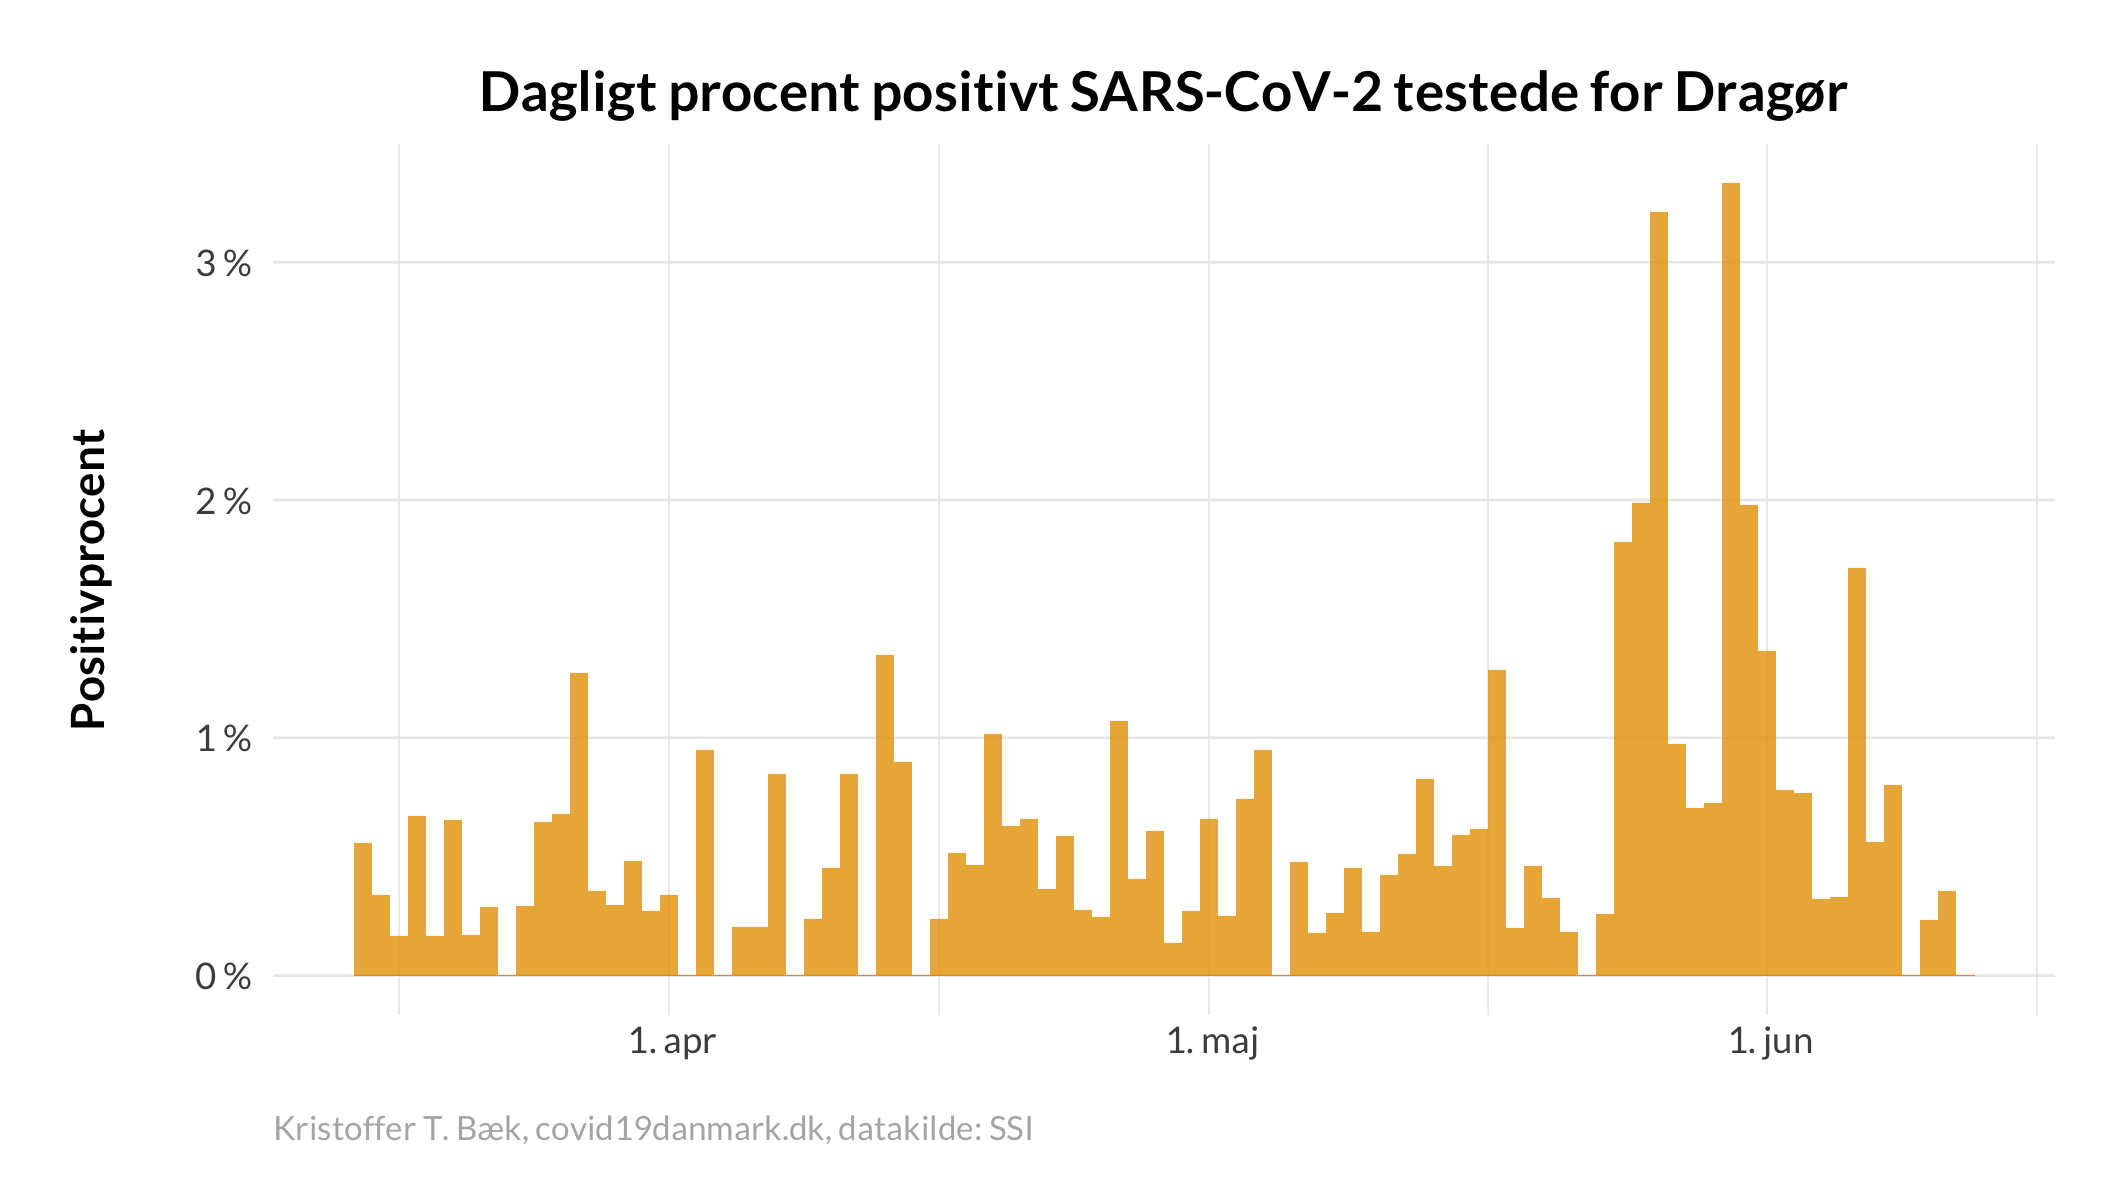 Dagligt procent positivt SARS-CoV-2 testede for Dragør
Positivprocent
3 %
2 %
1 %
0 %
1. apr
1. maj
1. jun
Kristoffer T. Bæk, covid19danmark.dk, datakilde: SSI